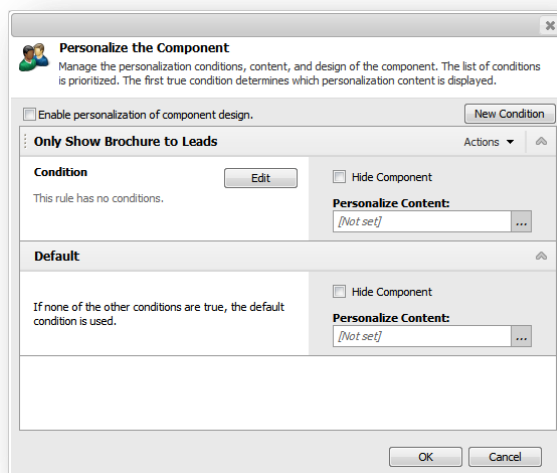 Personalize the Component
Manage the personalization conditions, content, and design of the component. The list of conditions
is prioritized. The first true condition determines which personalization content is displayed.
Enable personalization of component design.
New Condition
Only Show Brochure to Leads
Actions
Condition
Edit
Hide Component
This rule has no conditions.
Personalize Content:
[Not set]
...
Default
Hide Component
If none of the other conditions are true, the default
condition is used.
Personalize Content:
[Not set]
...
OK
Cancel